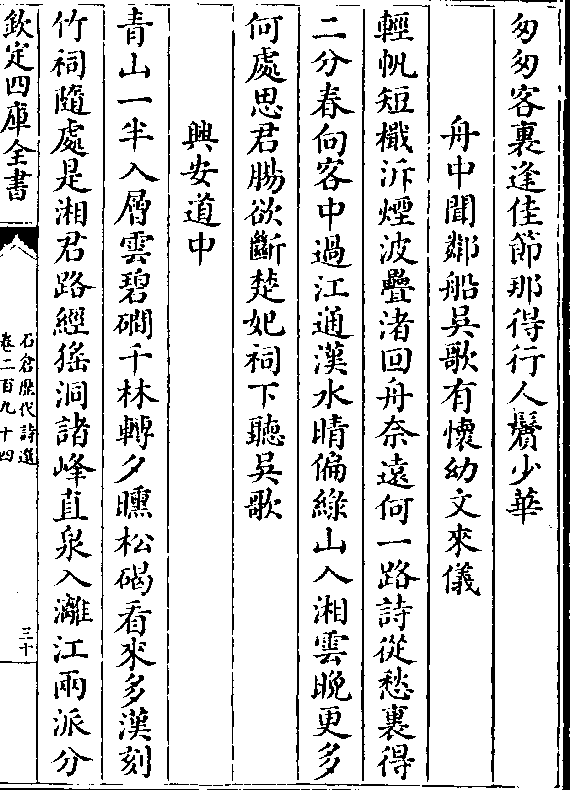 匆匆客裏逢佳節那得行人鬢少華
舟中聞鄰船吳歌有懷幼文來儀
輕帆短檝泝煙波疊渚回舟奈遠何一路詩從愁裏得
二分春向客中過江通漢水晴偏綠山入湘雲晚更多
何處思君腸欲斷楚妃祠下聽吳歌
興安道中
青山一半入層雲碧磵千林轉夕曛松碣看來多漢刻
竹祠隨處是湘君路經猺洞諸峰直泉入灕江兩派分
欽定四庫全書
石倉歷代詩選
卷二百九十四
三十